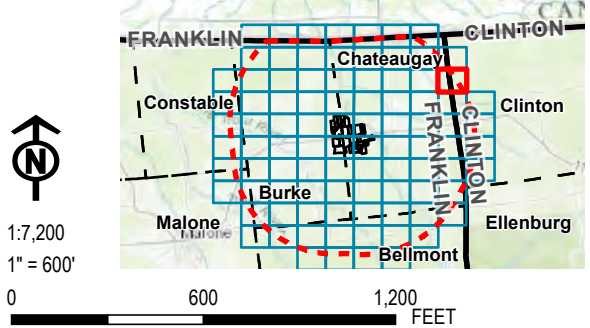 FRANKLIN
CLINTON
CAN
Chateaugay
Constable
Clinton
FRANKLIN
CLINTON
N
Burke
Malone
Malone
Ellenburg
Bellmont
1:7,200
1" = 600'
0 600 1,200
FEET